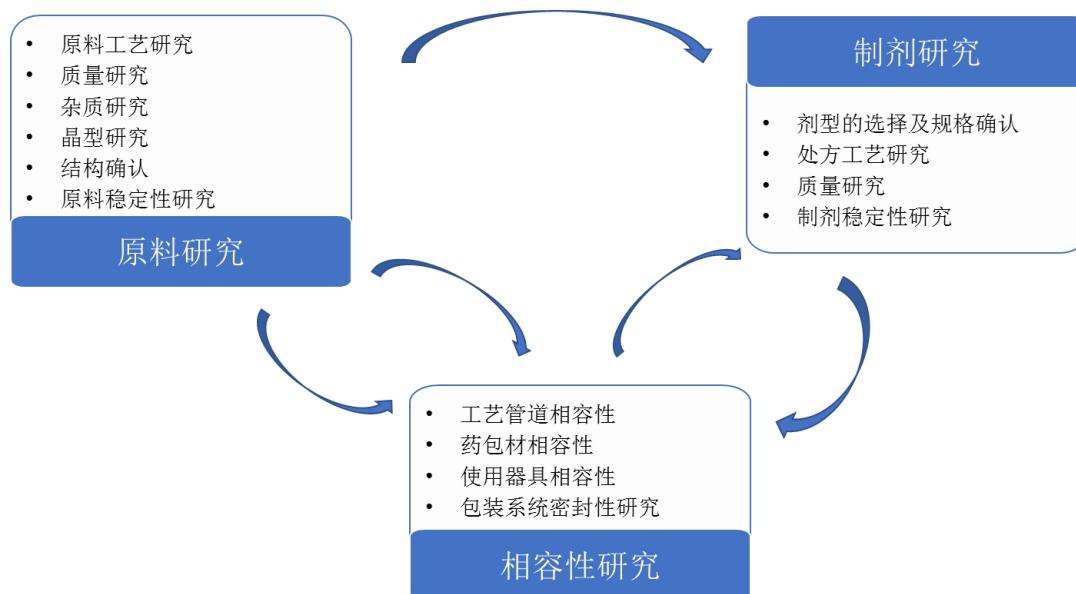 • 原料工艺研究
• 质量研究
• 杂质研究
• 晶型研究
• 结构确认
• 原料稳定性研究
原料研究
制剂研究
• 剂型的选择及规格确认
• 处方工艺研究
• 质量研究
• 制剂稳定性研究
• 工艺管道相容性
• 药包材相容性
• 使用器具相容性
• 包装系统密封性研究
相容性研究